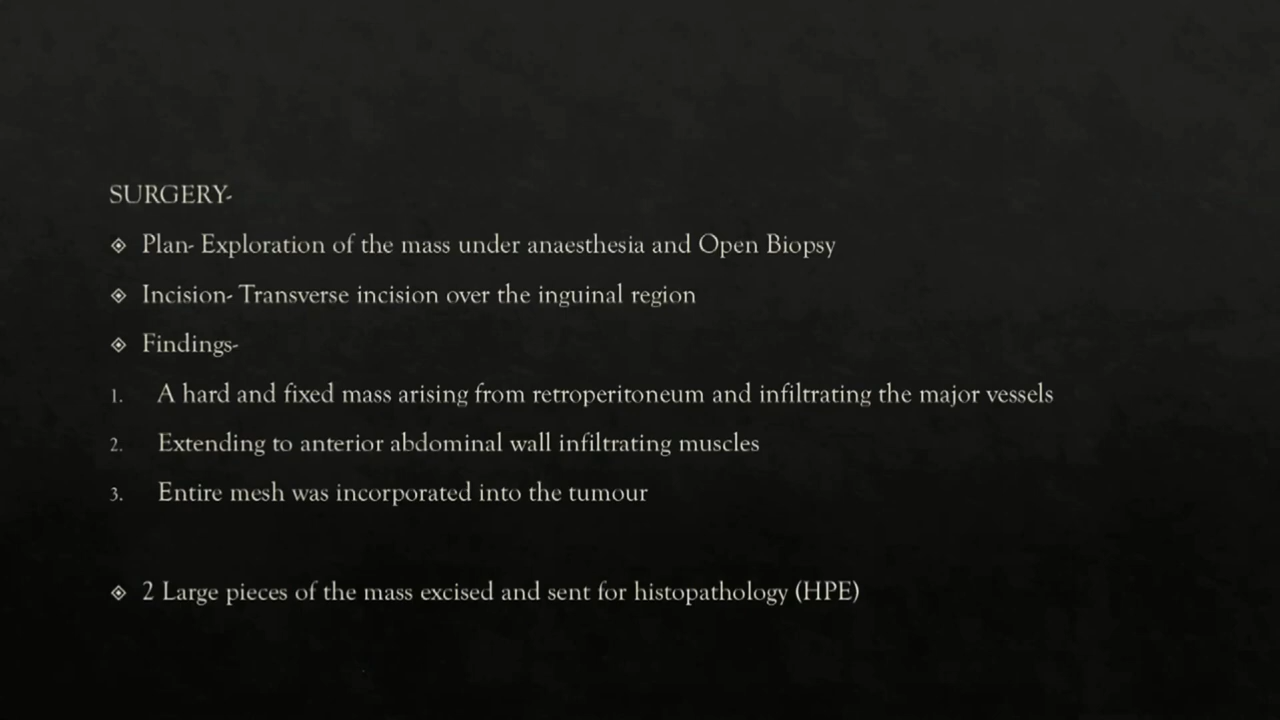 SURGERY-
Plan- Exploration of the mass under anaesthesia and Open Biopsy
Incision- Transverse incision over the inguinal region
Findings-
1. A hard and fixed mass arising from retroperitoneum and infiltrating the major vessels
2. Extending to anterior abdominal wall infiltrating muscles
3. Entire mesh was incorporated into the tumour
2 Large pieces of the mass excised and sent for histopathology (HPE)